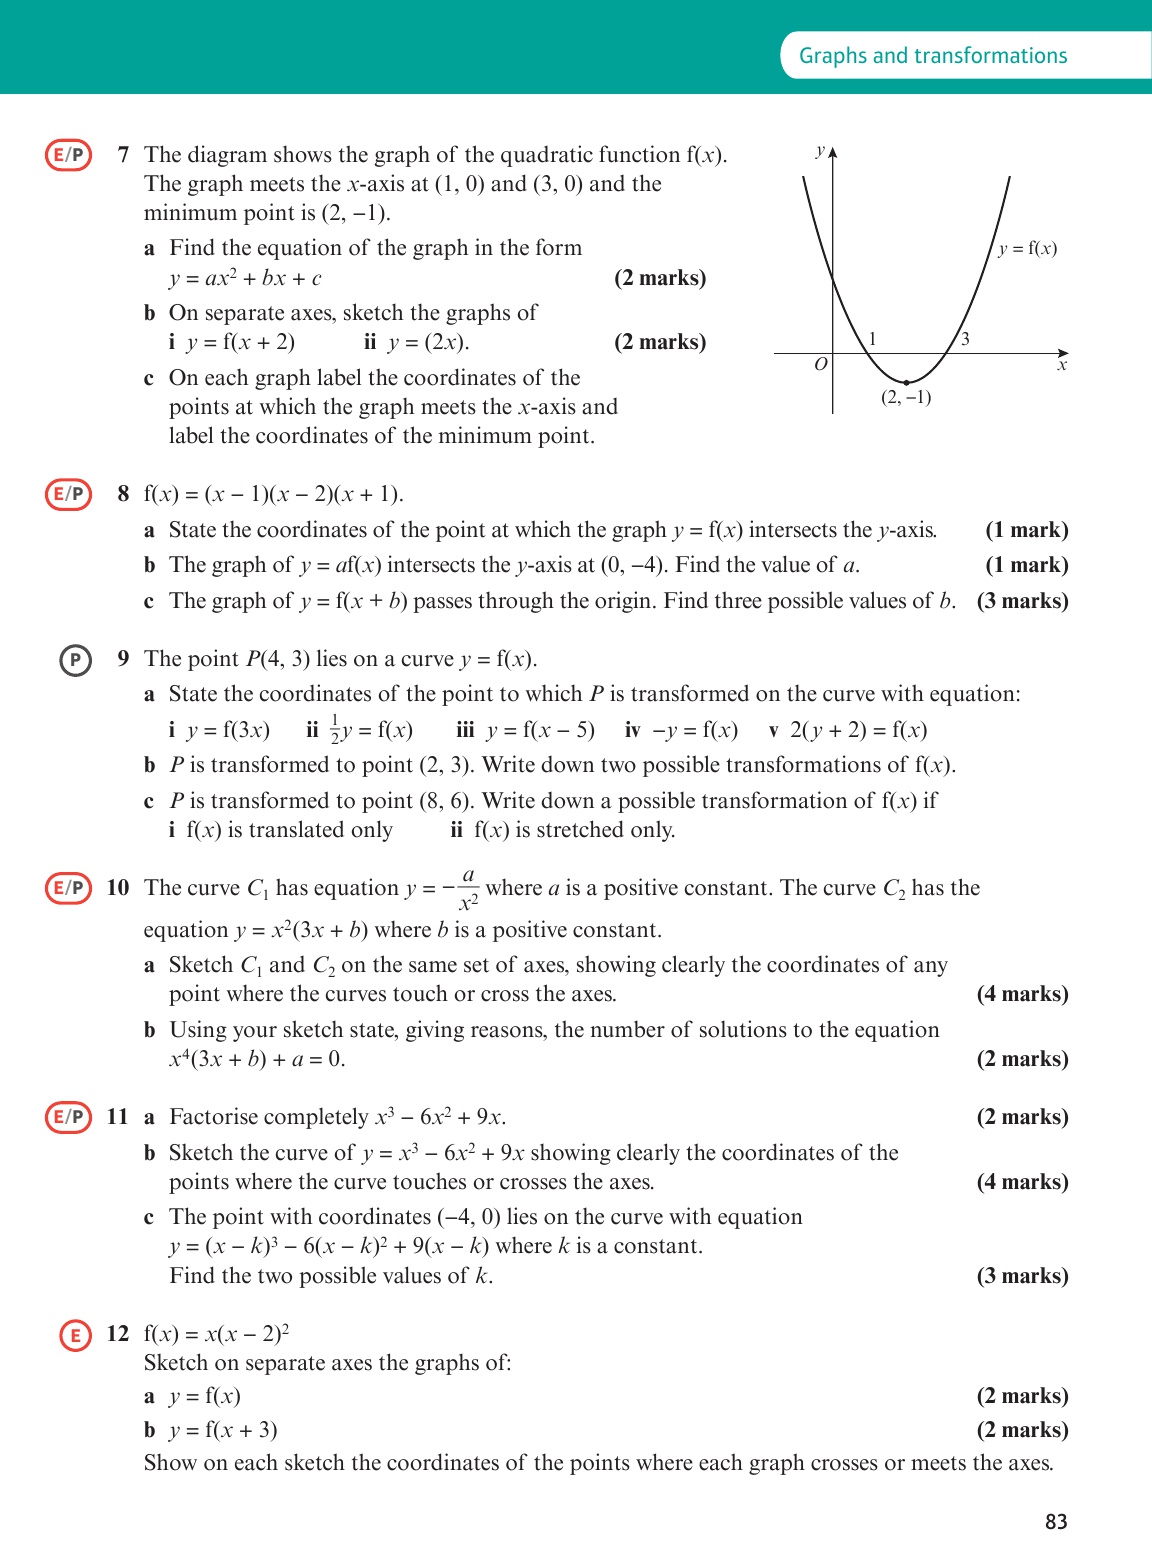 Graphs and transformations
E/P 7 The diagram shows the graph of the quadratic function f(x).
The graph meets the x-axis at (1, 0) and (3, 0) and the
minimum point is (2, −1).
a Find the equation of the graph in the form
y = ax² + bx + c (2 marks)
b On separate axes, sketch the graphs of
i y = f(x + 2) ii y = (2x). (2 marks)
c On each graph label the coordinates of the
points at which the graph meets the x-axis and
label the coordinates of the minimum point.
y
y = f(x)
1 3
O x
(2, −1)
E/P 8 f(x) = (x − 1)(x − 2)(x + 1).
a State the coordinates of the point at which the graph y = f(x) intersects the y-axis. (1 mark)
b The graph of y = af(x) intersects the y-axis at (0, −4). Find the value of a. (1 mark)
c The graph of y = f(x + b) passes through the origin. Find three possible values of b. (3 marks)
P 9 The point P(4, 3) lies on a curve y = f(x).
a State the coordinates of the point to which P is transformed on the curve with equation:
i y = f(3x) ii ½y = f(x) iii y = f(x − 5) iv −y = f(x) v 2(y + 2) = f(x)
b P is transformed to point (2, 3). Write down two possible transformations of f(x).
c P is transformed to point (8, 6). Write down a possible transformation of f(x) if
i f(x) is translated only ii f(x) is stretched only.
E/P 10 The curve C₁ has equation y = −a/x² where a is a positive constant. The curve C₂ has the
equation y = x²(3x + b) where b is a positive constant.
a Sketch C₁ and C₂ on the same set of axes, showing clearly the coordinates of any
point where the curves touch or cross the axes. (4 marks)
b Using your sketch state, giving reasons, the number of solutions to the equation
x⁴(3x + b) + a = 0. (2 marks)
E/P 11 a Factorise completely x³ − 6x² + 9x. (2 marks)
b Sketch the curve of y = x³ − 6x² + 9x showing clearly the coordinates of the
points where the curve touches or crosses the axes. (4 marks)
c The point with coordinates (−4, 0) lies on the curve with equation
y = (x − k)³ − 6(x − k)² + 9(x − k) where k is a constant.
Find the two possible values of k. (3 marks)
E 12 f(x) = x(x − 2)²
Sketch on separate axes the graphs of:
a y = f(x) (2 marks)
b y = f(x + 3) (2 marks)
Show on each sketch the coordinates of the points where each graph crosses or meets the axes.
83